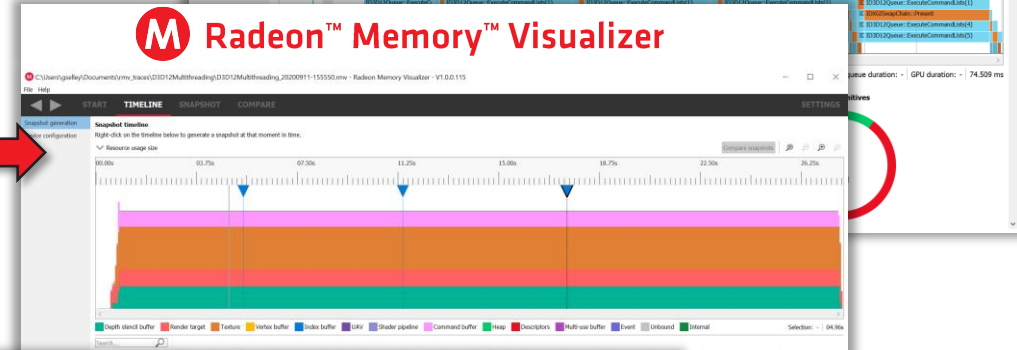 ID3D12Queue::ExecuteCommandLists(1)
IDXGISwapChain::Present
ID3D12Queue::ExecuteCommandLists(4)
ID3D12Queue::ExecuteCommandLists(5)
queue duration: - GPU duration: - 74.509 ms
Radeon™ Memory™ Visualizer
C:\Users\gselley\Documents\rmv_traces\D3D12Multithreading\D3D12Multithreading_20200911-155550.rmv - Radeon Memory Visualizer - V1.0.0.115
File Help
START TIMELINE SNAPSHOT COMPARE SETTINGS
Snapshot generation
configuration
Snapshot timeline
Right-click on the timeline below to generate a snapshot at that moment in time.
Resource usage size
Compare snapshots
00.00s 03.75s 07.50s 11.25s 15.00s 18.75s 22.50s 26.25s
Depth stencil buffer Render target Texture Vertex buffer Index buffer UAV Shader pipeline Command buffer Heap Descriptors Multi-use buffer Event Unbound Internal Selection: - 04.96s
Search...